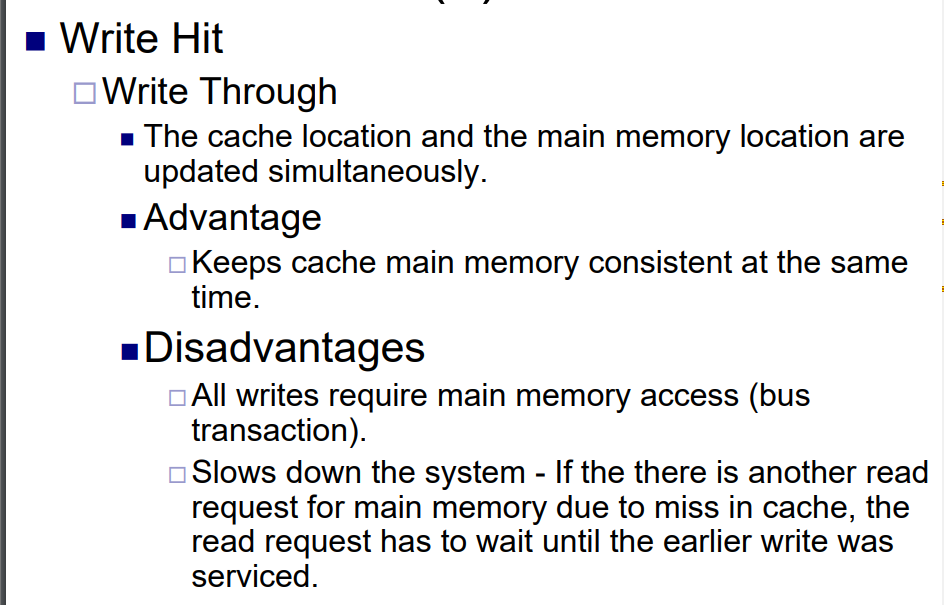 Write Hit
Write Through
The cache location and the main memory location are
updated simultaneously.
Advantage
Keeps cache main memory consistent at the same
time.
Disadvantages
All writes require main memory access (bus
transaction).
Slows down the system - If the there is another read
request for main memory due to miss in cache, the
read request has to wait until the earlier write was
serviced.